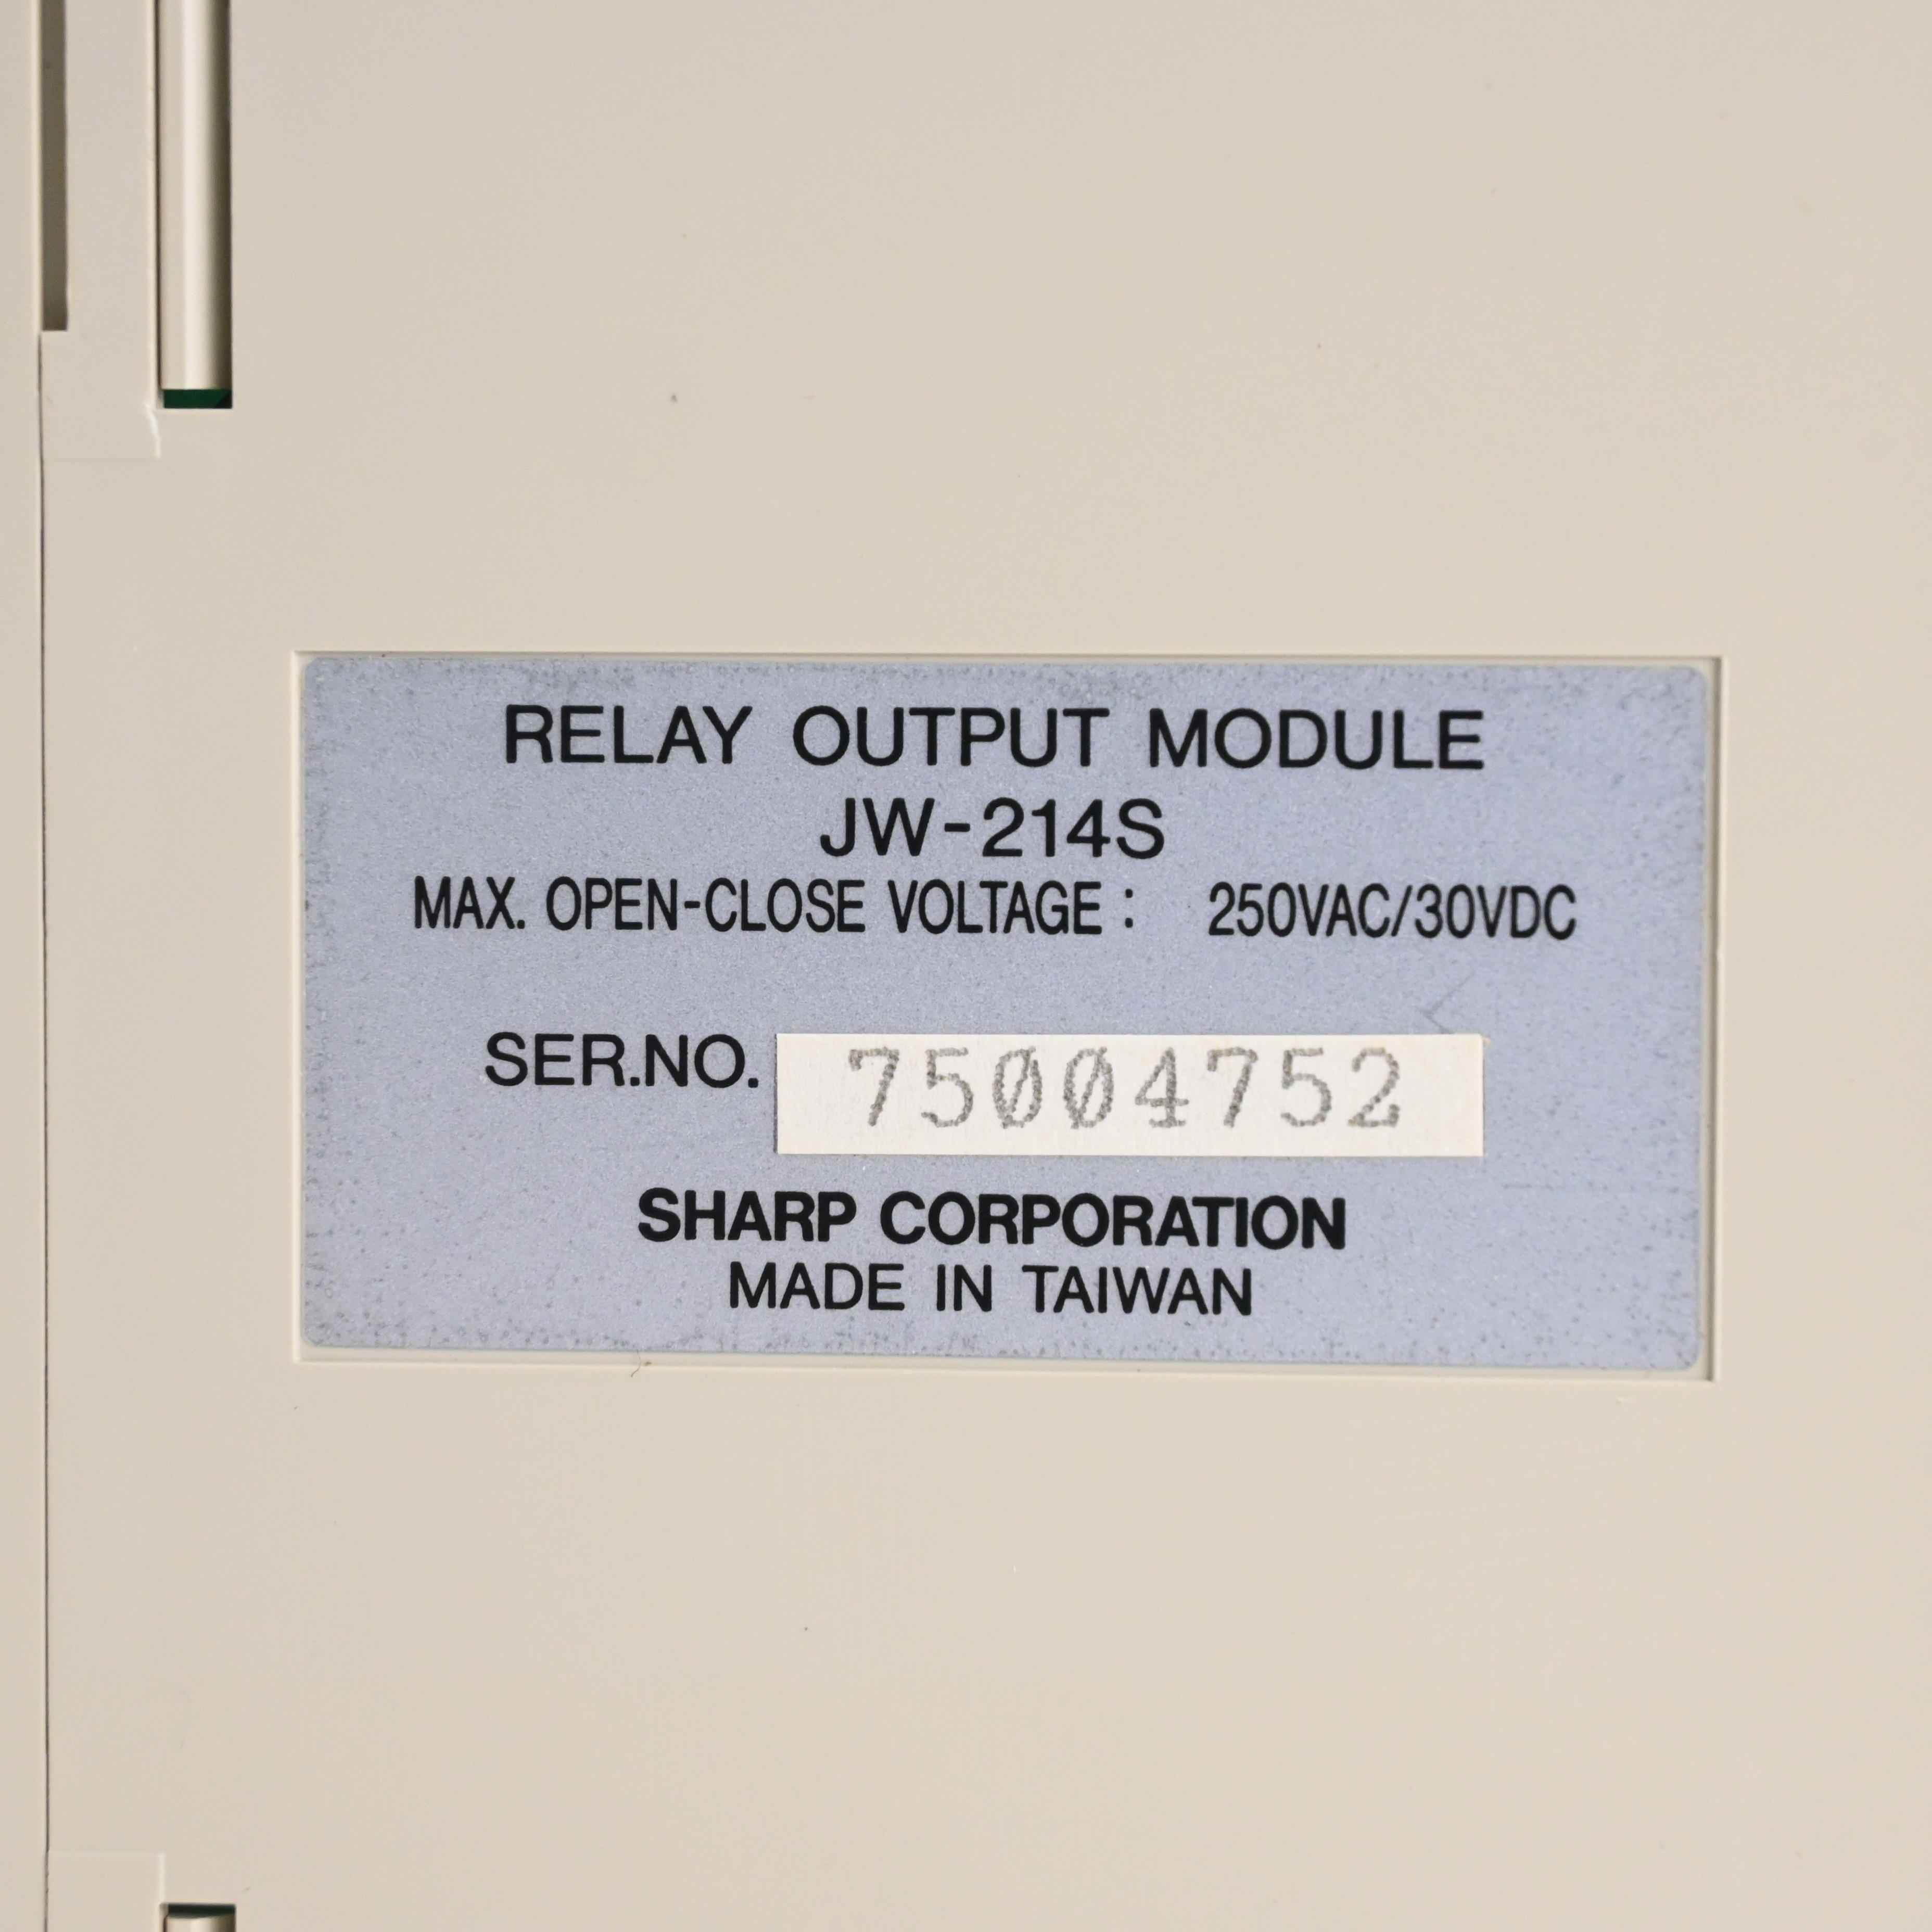 RELAY OUTPUT MODULE
JW-214S
MAX. OPEN-CLOSE VOLTAGE : 250VAC/30VDC
SER.NO. 75004752
SHARP CORPORATION
MADE IN TAIWAN